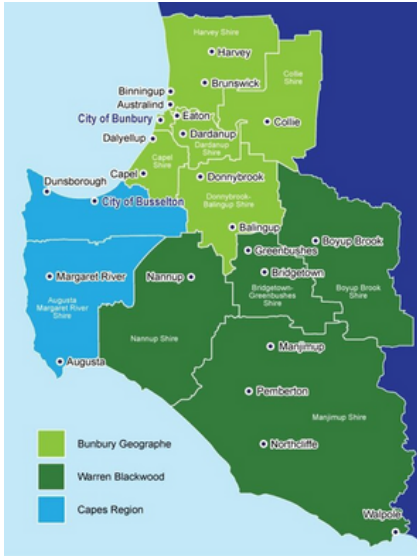 Harvey Shire
Harvey
Collie
Shire
Brunswick
Binningup
Australind
City of Bunbury
Eaton
Collie
Dardanup
Dalyellup
Dardanup
Shire
Capel
Shire
Capel
Donnybrook
Dunsborough
City of Busselton
Donnybrook-
Balingup Shire
Balingup
Greenbushes
Boyup Brook
Margaret River
Nannup
Bridgetown
Bridgetown-
Greenbushes
Shire
Boyup Brook
Shire
Augusta
Margaret River
Shire
Nannup Shire
Manjimup
Augusta
Pemberton
Manjimup Shire
Northcliffe
Bunbury Geographe
Warren Blackwood
Capes Region
Walpole